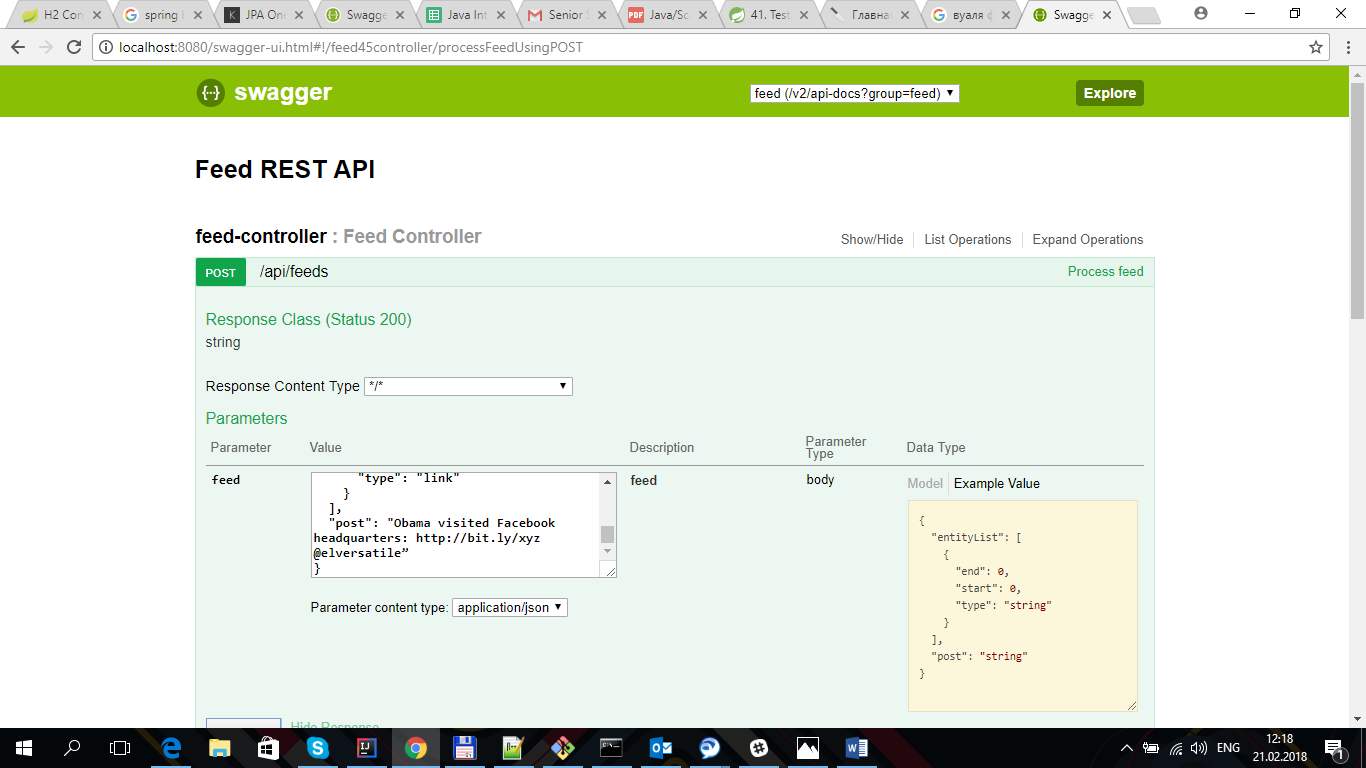 H2 Con
spring b
JPA One
Swagge
Java Int
Senior
Java/Sc
41. Test
Главна
вуаля ф
Swagge
localhost:8080/swagger-ui.html#!/feed45controller/processFeedUsingPOST
swagger
feed (/v2/api-docs?group=feed)
Explore
Feed REST API
feed-controller : Feed Controller
Show/Hide
List Operations
Expand Operations
POST
/api/feeds
Process feed
Response Class (Status 200)
string
Response Content Type */*
Parameters
Parameter
Value
Description
Parameter
Type
Data Type
feed
"type": "link"
}
],
"post": "Obama visited Facebook
headquarters: http://bit.ly/xyz
@elversatile”
}
Parameter content type: application/json
feed
body
Model
Example Value
{
"entityList": [
{
"end": 0,
"start": 0,
"type": "string"
}
],
"post": "string"
}
Hide Response
ENG
12:18
21.02.2018
1